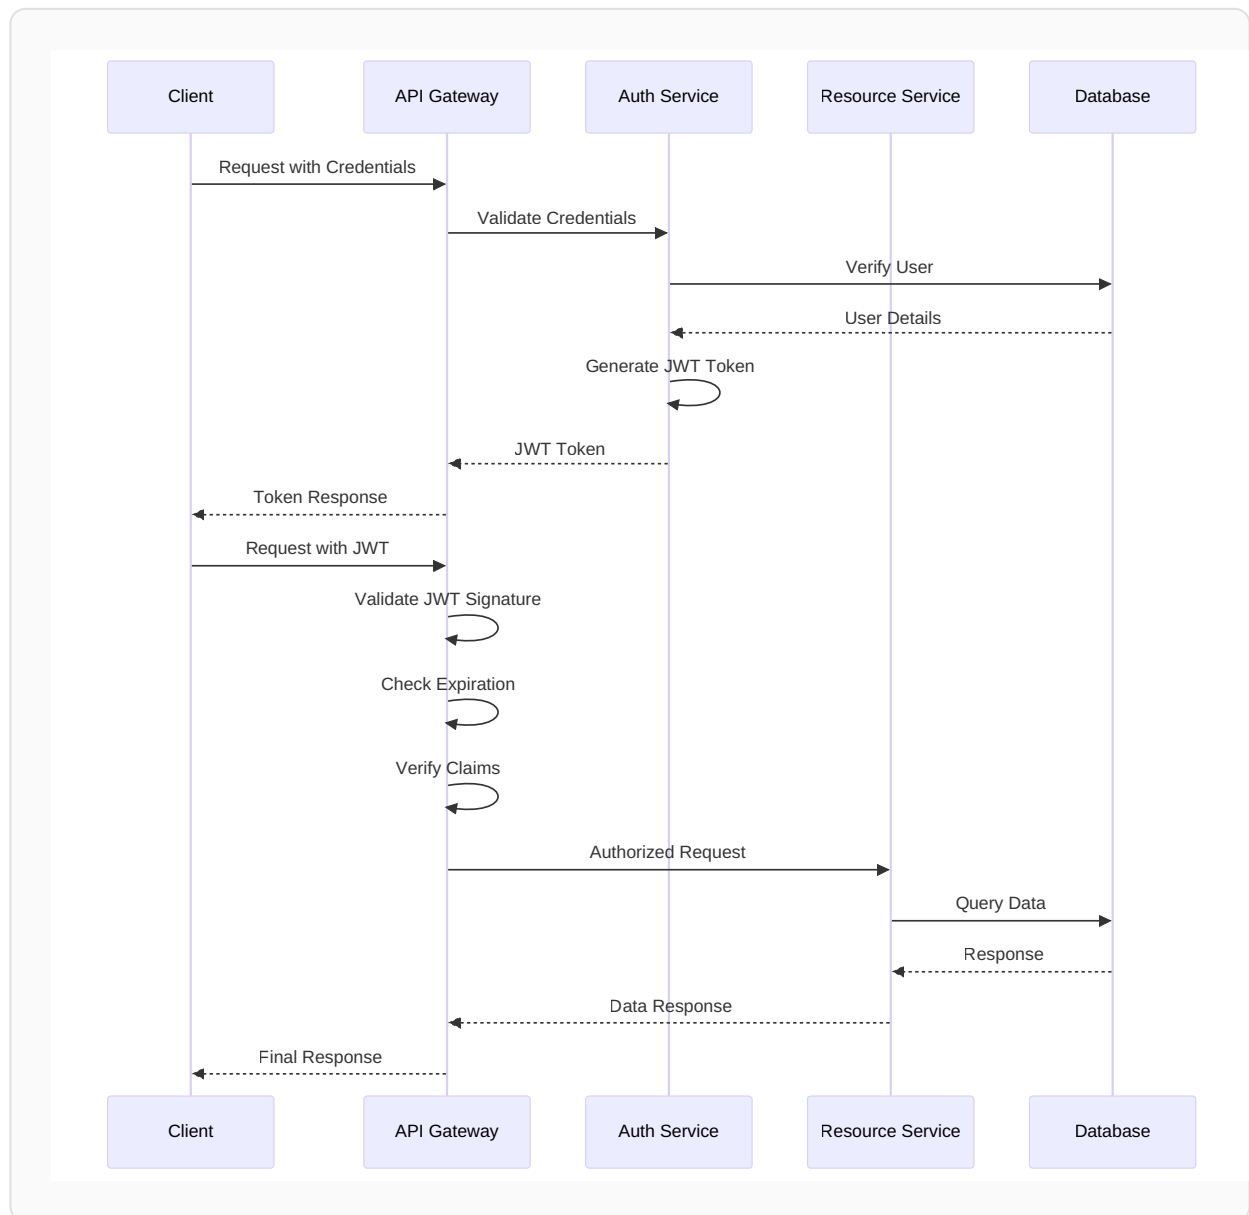 Client
API Gateway
Auth Service
Resource Service
Database
Request with Credentials
Validate Credentials
Verify User
User Details
Generate JWT Token
JWT Token
Token Response
Request with JWT
Validate JWT Signature
Check Expiration
Verify Claims
Authorized Request
Query Data
Response
Data Response
Final Response
Client
API Gateway
Auth Service
Resource Service
Database